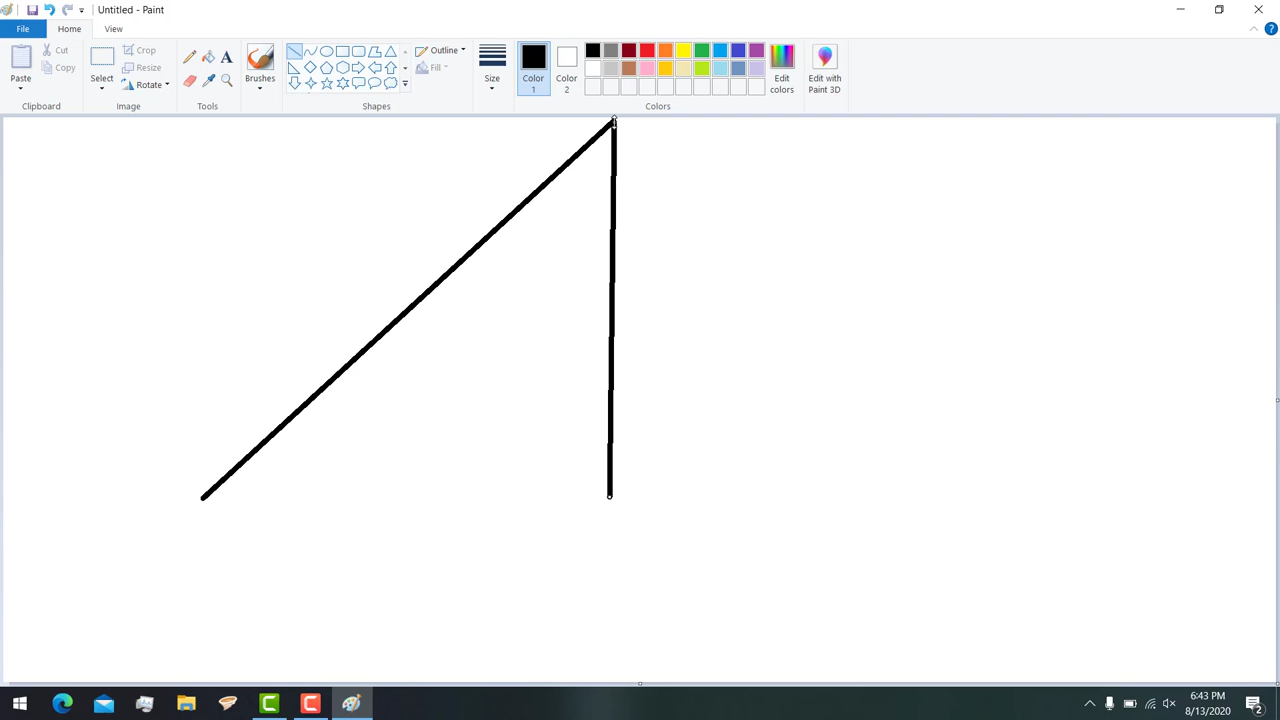 Untitled - Paint
File Home View
Paste
Cut
Copy
Clipboard
Select
Crop
Resize
Rotate
Image
A
Tools
Brushes
Outline
Fill
Shapes
Size
Color 1
Color 2
Edit colors
Colors
Edit with Paint 3D
?
6:43 PM
8/13/2020
2